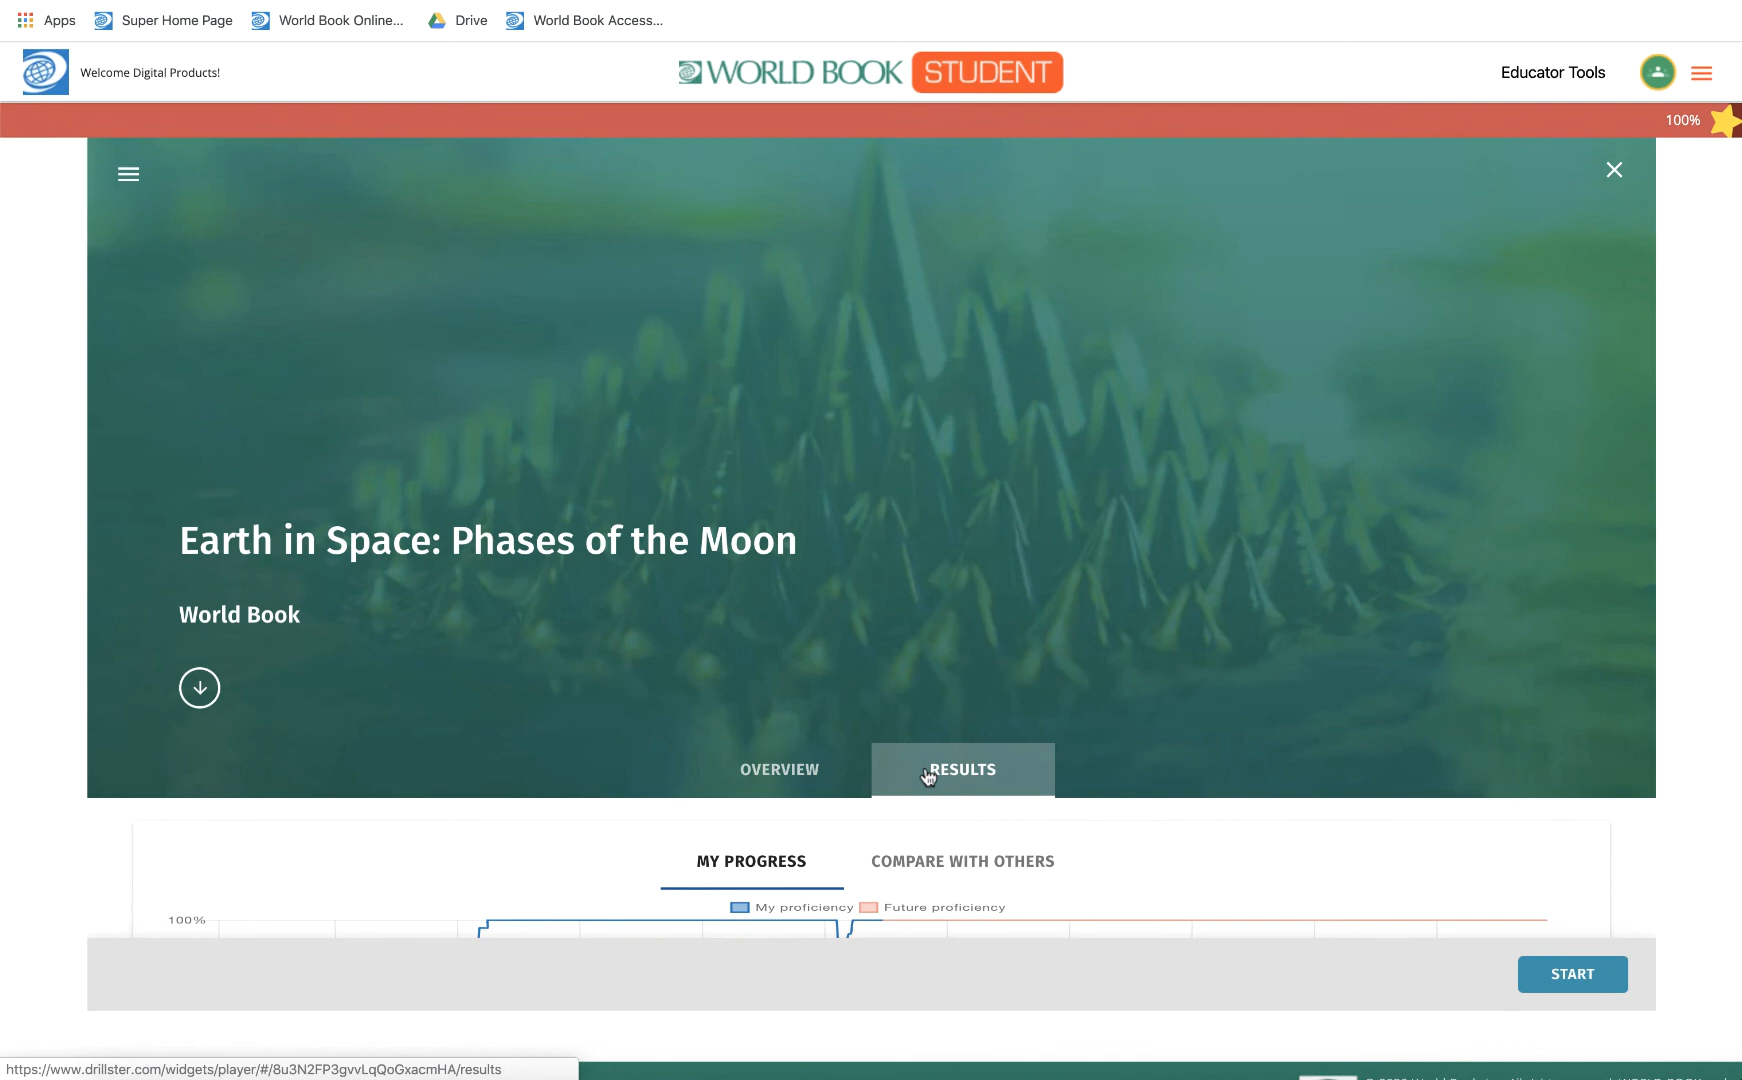 Apps Super Home Page World Book Online... Drive World Book Access...
Welcome Digital Products!
WORLD BOOK STUDENT
Educator Tools
100%
Earth in Space: Phases of the Moon
World Book
OVERVIEW RESULTS
MY PROGRESS COMPARE WITH OTHERS
My proficiency Future proficiency
100%
START
https://www.drillster.com/widgets/player/#/8u3N2FP3gvvLqQoGxacmHA/results